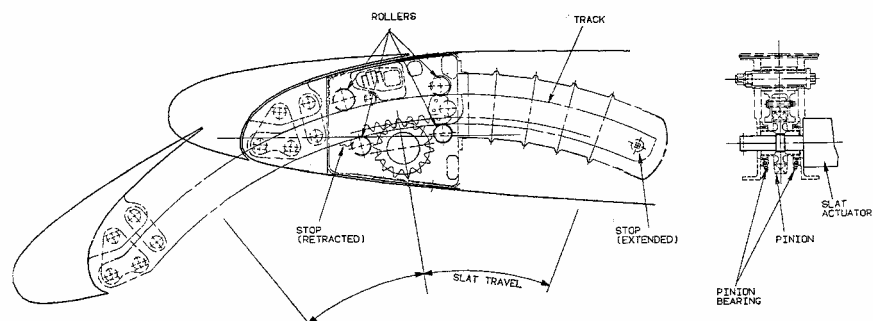 ROLLERS
TRACK
STOP
(RETRACTED)
SLAT TRAVEL
STOP
(EXTENDED)
PINION
BEARING
PINION
SLAT
ACTUATOR